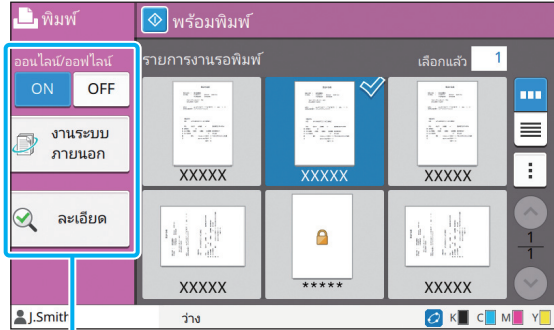 พิมพ์
พร้อมพิมพ์
ออนไลน์/ออฟไลน์
ON OFF
งานระบบ
ภายนอก
ละเอียด
รายการงานรอพิมพ์
เลือกแล้ว 1
XXXXX XXXXX XXXXX
XXXXX ***** XXXXX
1
1
J.Smith
ว่าง
K C M Y